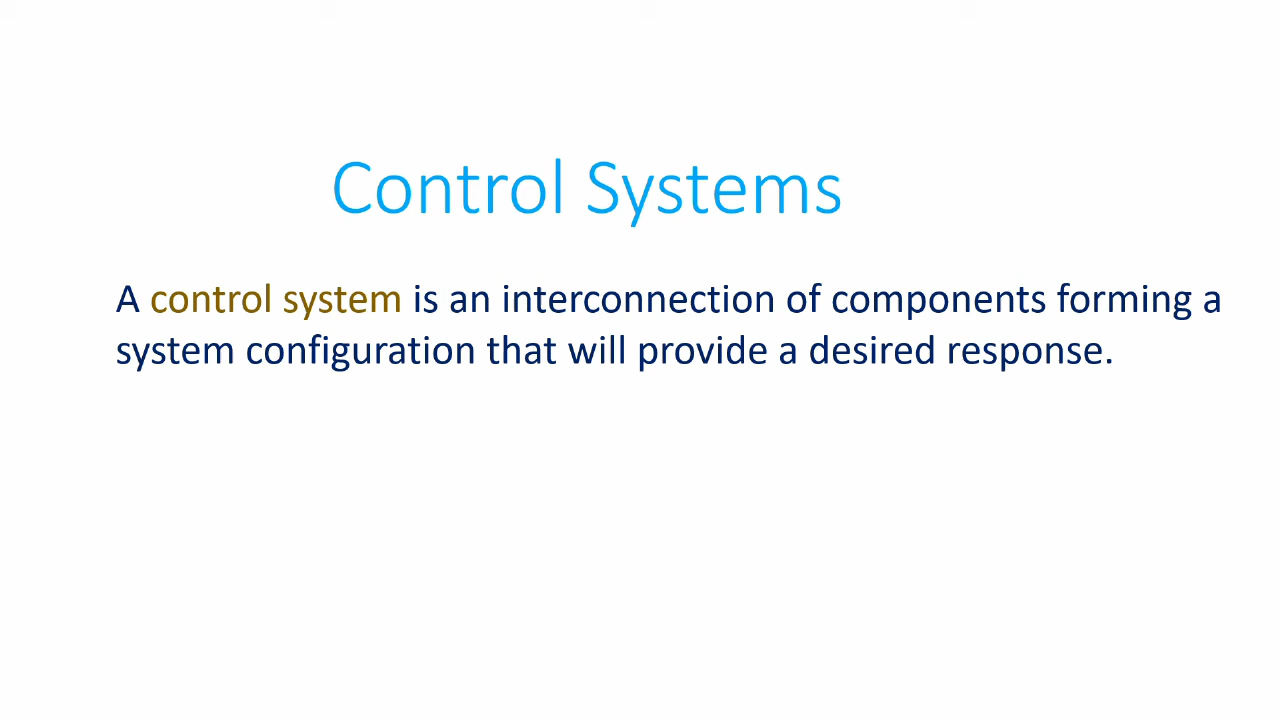 Control Systems
A control system is an interconnection of components forming a
system configuration that will provide a desired response.